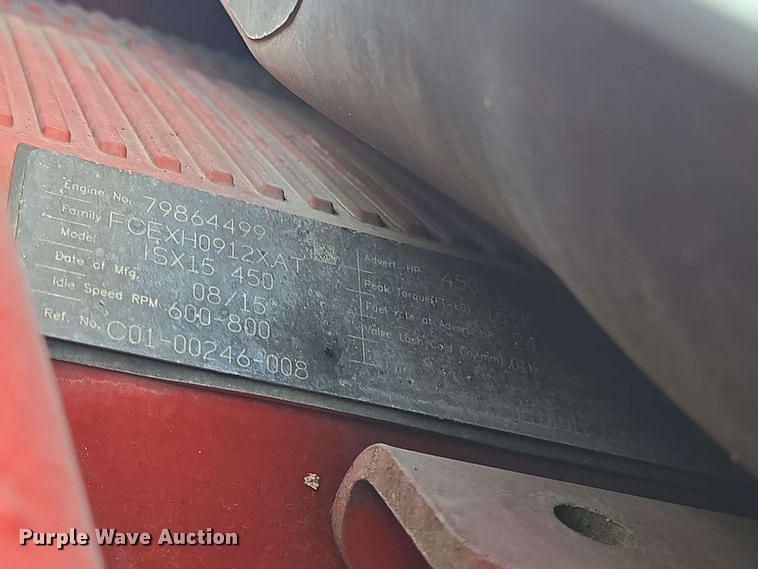 Engine No. 79864499
Family FCEXH0912XAT
Model ISX15 450
Date of Mfg. 08/15
Idle Speed RPM 600-800
Ref. No. C01-00246-008
Advert. HP 450
Peak Torque(FT-LB)
Fuel rate at Advert. HP
Valve Lash Cold (in/mm)
Purple Wave Auction